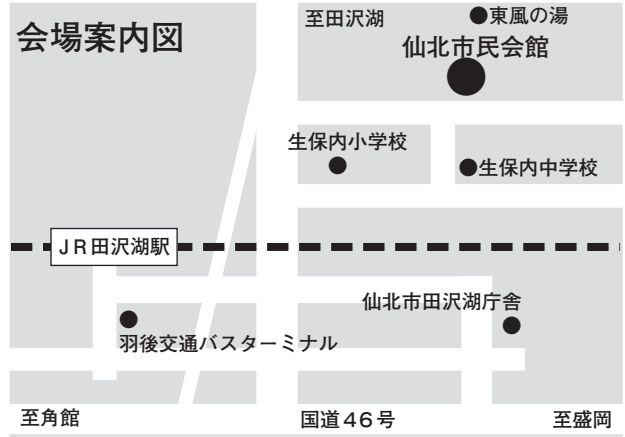 会場案内図
至田沢湖
●東風の湯
仙北市民会館
生保内小学校
●生保内中学校
JR田沢湖駅
仙北市田沢湖庁舎
羽後交通バスターミナル
至角館
国道46号
至盛岡